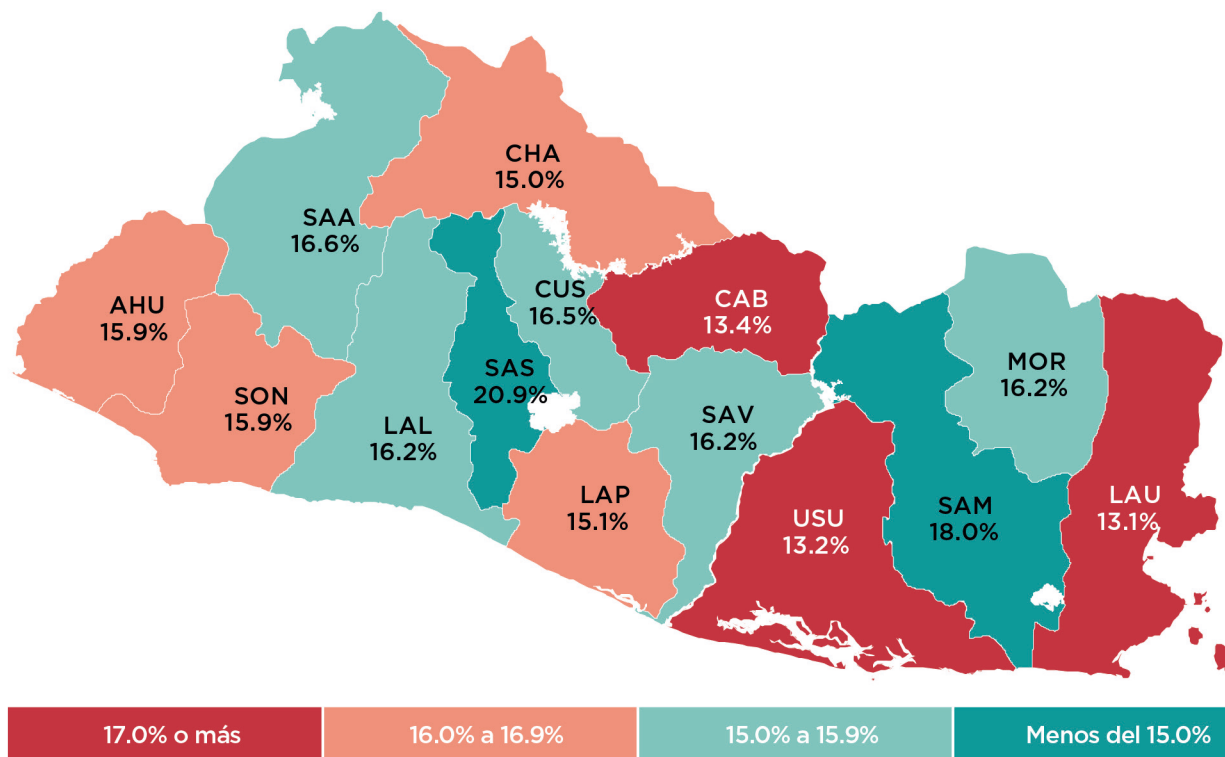 CHA
15.0%
SAA
16.6%
CUS
16.5%
CAB
13.4%
AHU
15.9%
SON
15.9%
SAS
20.9%
MOR
16.2%
LAL
16.2%
SAV
16.2%
LAP
15.1%
USU
13.2%
SAM
18.0%
LAU
13.1%
17.0% o más
16.0% a 16.9%
15.0% a 15.9%
Menos del 15.0%